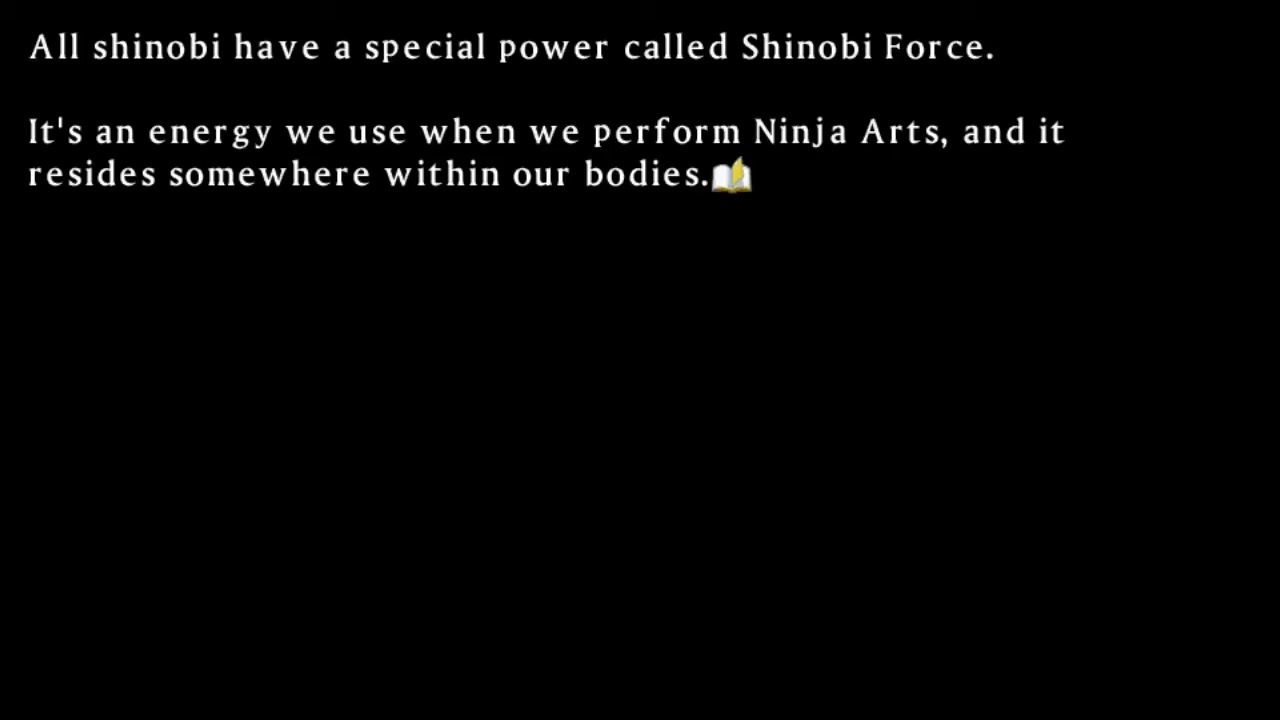 All shinobi have a special power called Shinobi Force.
It's an energy we use when we perform Ninja Arts, and it
resides somewhere within our bodies.